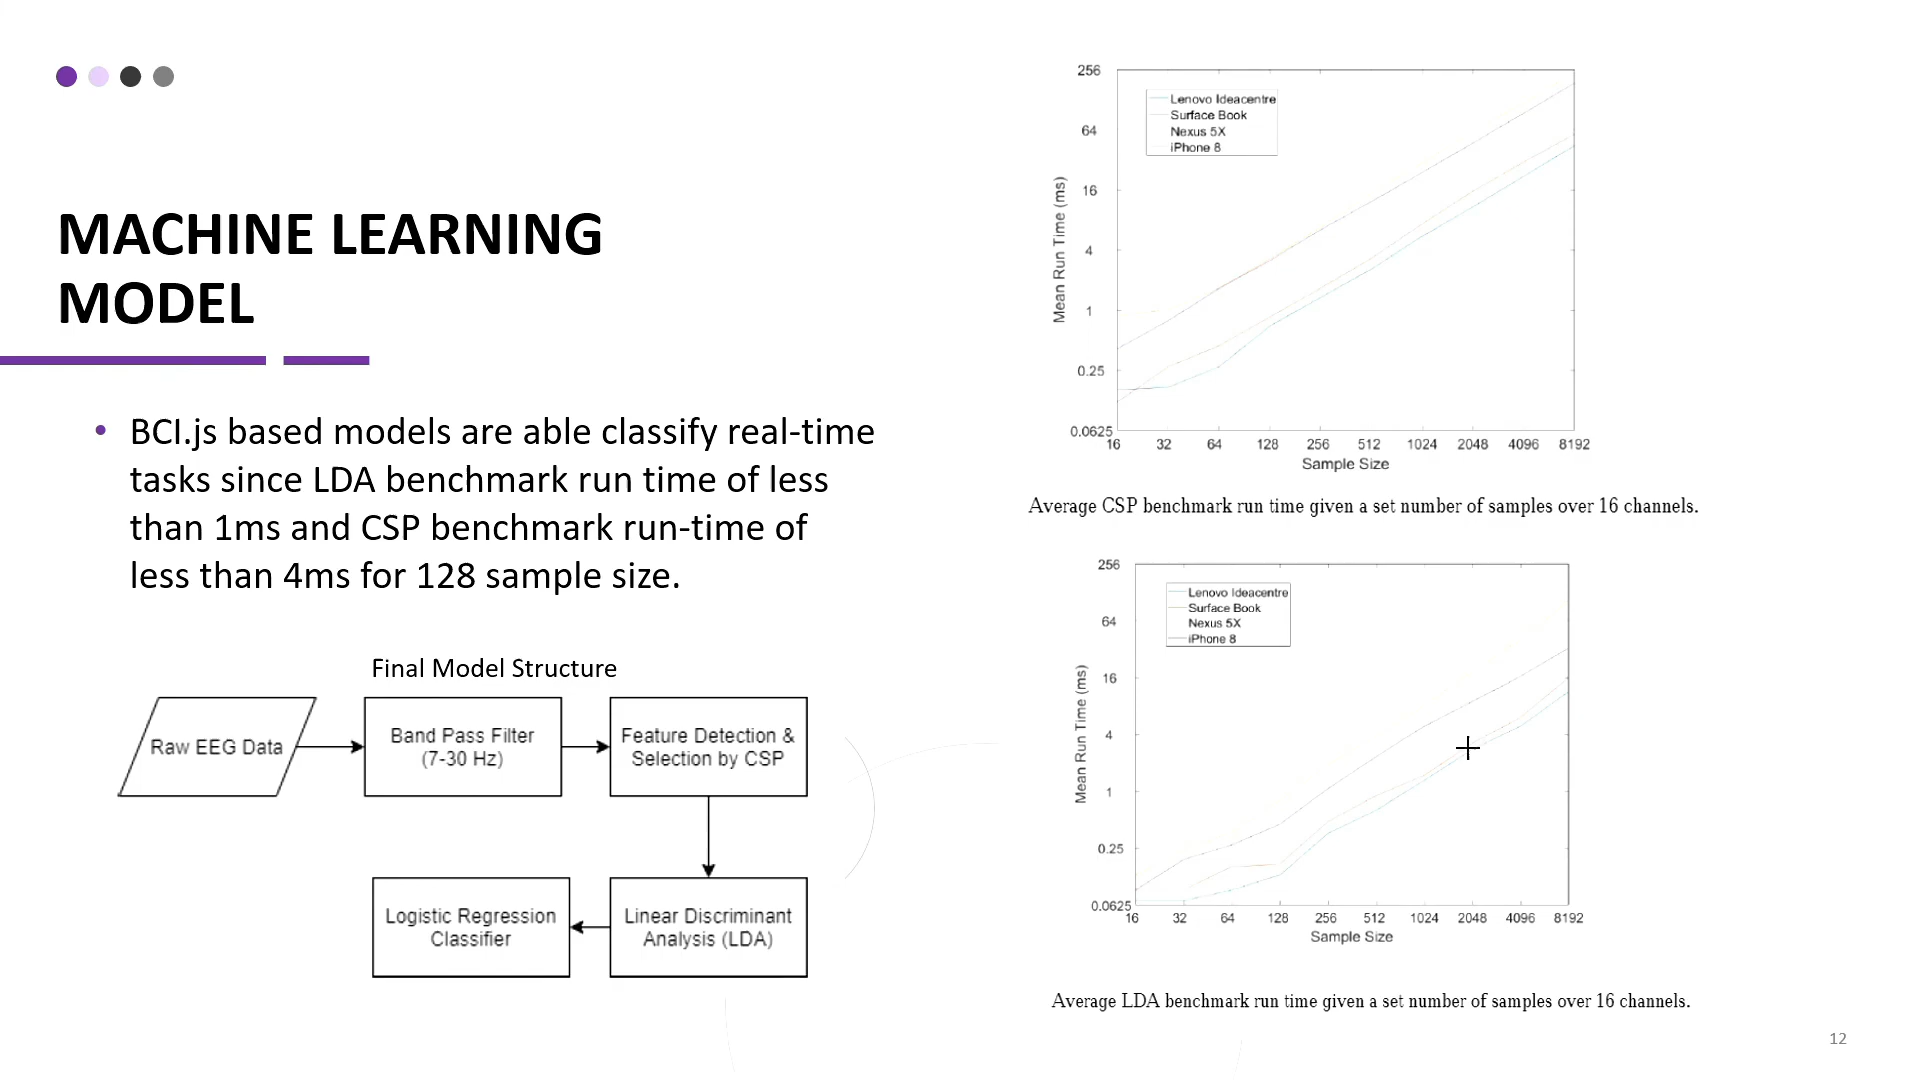 MACHINE LEARNING
MODEL
• BCI.js based models are able classify real-time
tasks since LDA benchmark run time of less
than 1ms and CSP benchmark run-time of
less than 4ms for 128 sample size.
Final Model Structure
Raw EEG Data
Band Pass Filter
(7-30 Hz)
Feature Detection &
Selection by CSP
Linear Discriminant
Analysis (LDA)
Logistic Regression
Classifier
256
64
16
4
1
0.25
0.0625
Mean Run Time (ms)
Lenovo Ideacentre
Surface Book
Nexus 5X
iPhone 8
16 32 64 128 256 512 1024 2048 4096 8192
Sample Size
Average CSP benchmark run time given a set number of samples over 16 channels.
256
64
16
4
1
0.25
0.0625
Mean Run Time (ms)
Lenovo Ideacentre
Surface Book
Nexus 5X
iPhone 8
16 32 64 128 256 512 1024 2048 4096 8192
Sample Size
Average LDA benchmark run time given a set number of samples over 16 channels.
12